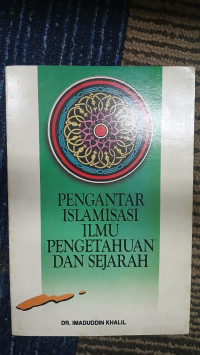 PENGANTAR
ISLAMISASI
ILMU
PENGETAHUAN
DAN SEJARAH
DR. IMADUDDIN KHALIL